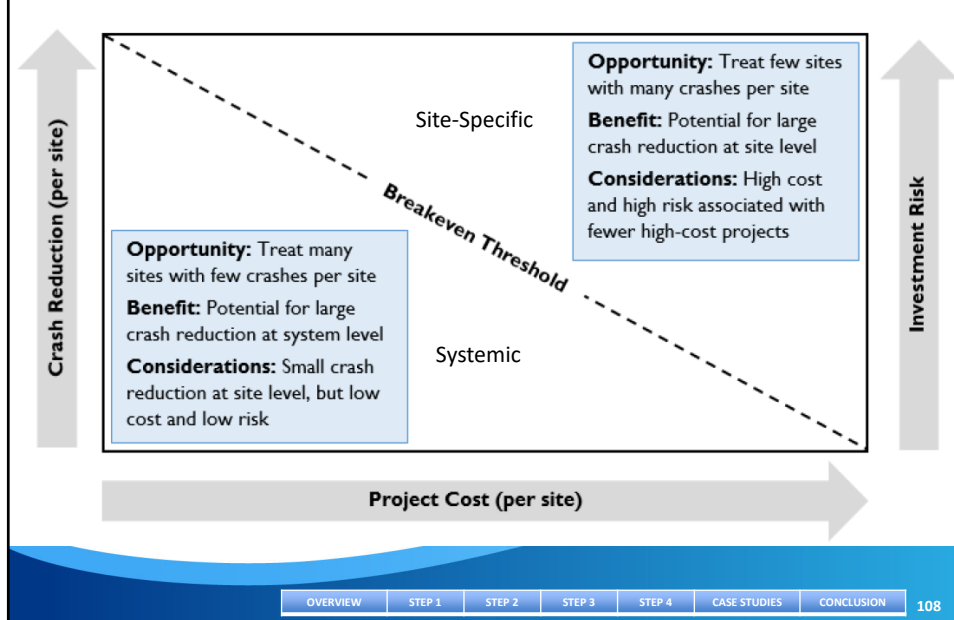 Crash Reduction (per site)
Site-Specific
Opportunity: Treat few sites
with many crashes per site
Benefit: Potential for large
crash reduction at site level
Considerations: High cost
and high risk associated with
fewer high-cost projects
Breakeven Threshold
Opportunity: Treat many
sites with few crashes per site
Benefit: Potential for large
crash reduction at system level
Considerations: Small crash
reduction at site level, but low
cost and low risk
Systemic
Investment Risk
Project Cost (per site)
OVERVIEW STEP 1 STEP 2 STEP 3 STEP 4 CASE STUDIES CONCLUSION 108